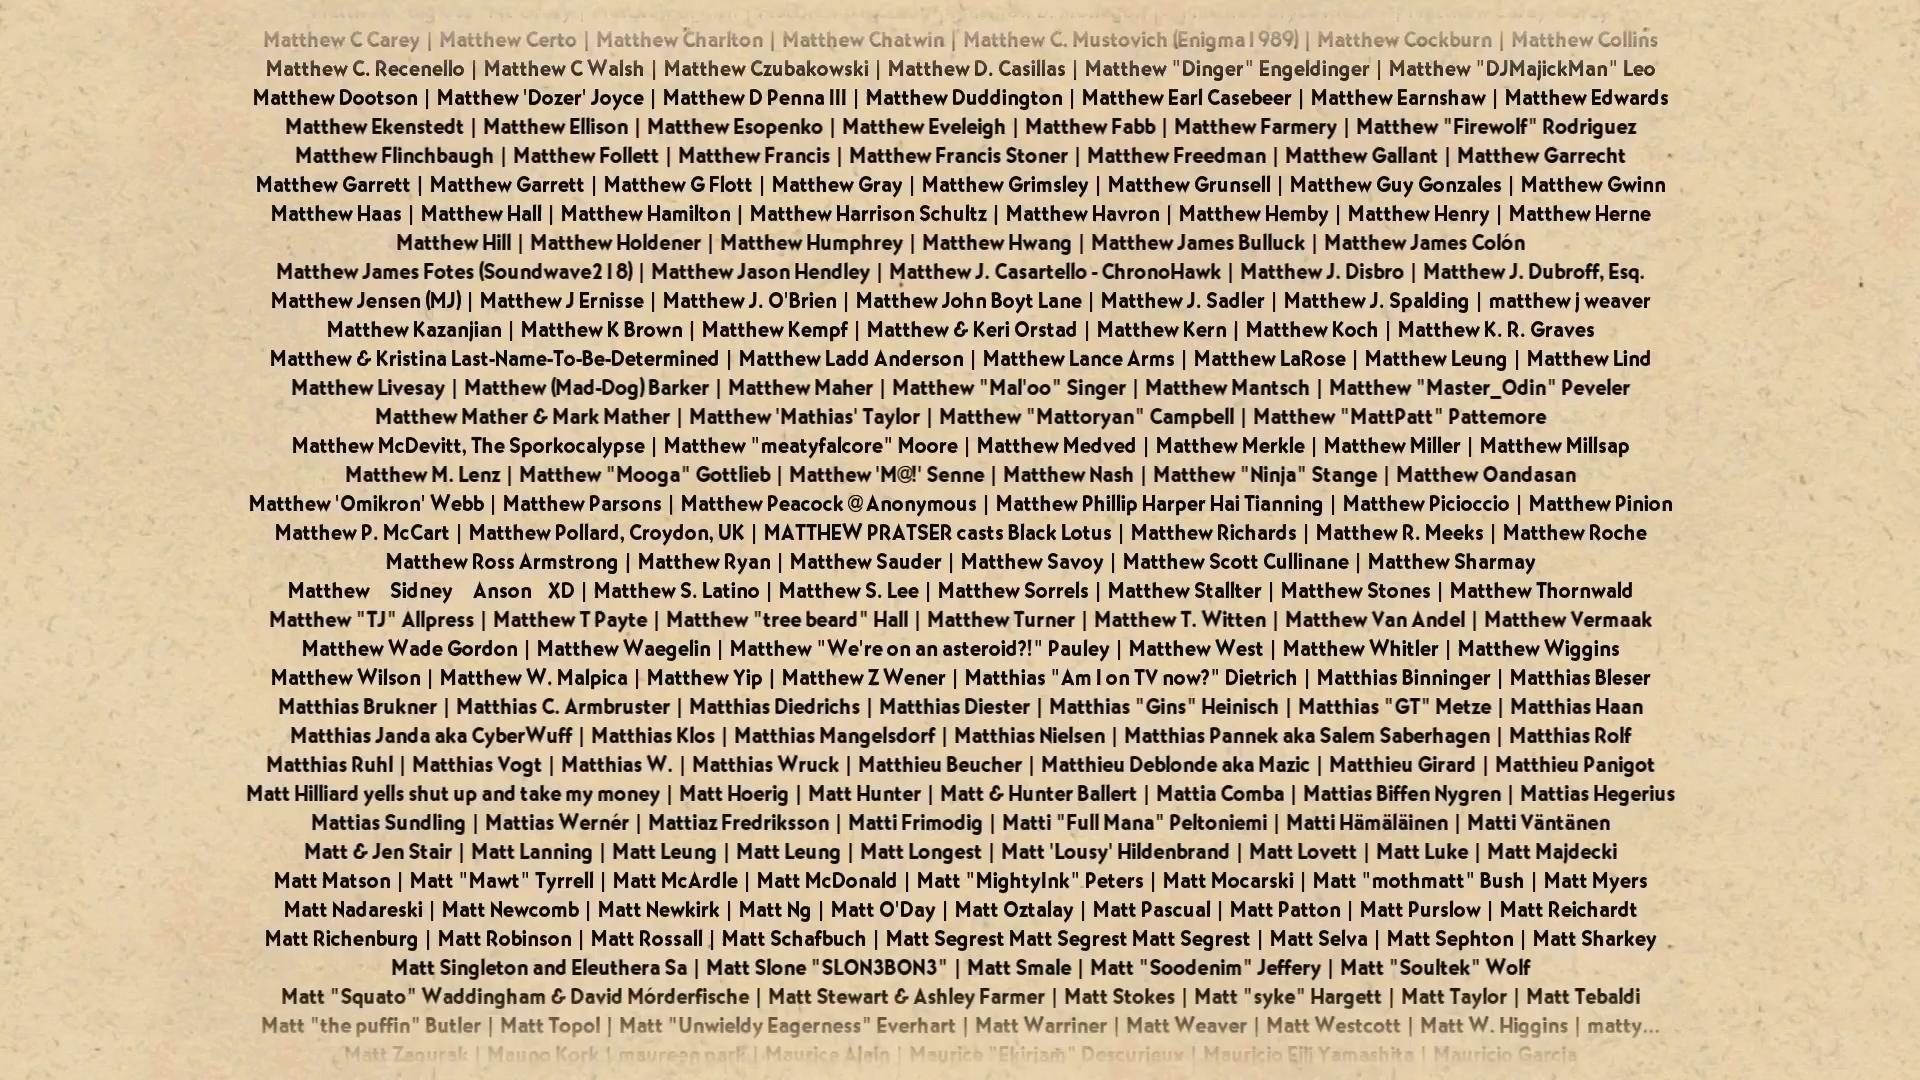 Matthew C Carey | Matthew Certo | Matthew Charlton | Matthew Chatwin | Matthew C. Mustovich (Enigma1989) | Matthew Cockburn | Matthew Collins
Matthew C. Recenello | Matthew C Walsh | Matthew Czubakowski | Matthew D. Casillas | Matthew "Dinger" Engeldinger | Matthew "DJMajickMan" Leo
Matthew Dootson | Matthew 'Dozer' Joyce | Matthew D Penna III | Matthew Duddington | Matthew Earl Casebeer | Matthew Earnshaw | Matthew Edwards
Matthew Ekenstedt | Matthew Ellison | Matthew Esopenko | Matthew Eveleigh | Matthew Fabb | Matthew Farmery | Matthew "Firewolf" Rodriguez
Matthew Flinchbaugh | Matthew Follett | Matthew Francis | Matthew Francis Stoner | Matthew Freedman | Matthew Gallant | Matthew Garrecht
Matthew Garrett | Matthew Garrett | Matthew G Flott | Matthew Gray | Matthew Grimsley | Matthew Grunsell | Matthew Guy Gonzales | Matthew Gwinn
Matthew Haas | Matthew Hall | Matthew Hamilton | Matthew Harrison Schultz | Matthew Havron | Matthew Hemby | Matthew Henry | Matthew Herne
Matthew Hill | Matthew Holdener | Matthew Humphrey | Matthew Hwang | Matthew James Bulluck | Matthew James Colón
Matthew James Fotes (Soundwave218) | Matthew Jason Hendley | Matthew J. Casartello - ChronoHawk | Matthew J. Disbro | Matthew J. Dubroff, Esq.
Matthew Jensen (MJ) | Matthew J Ernisse | Matthew J. O'Brien | Matthew John Boyt Lane | Matthew J. Sadler | Matthew J. Spalding | matthew j weaver
Matthew Kazanjian | Matthew K Brown | Matthew Kempf | Matthew & Keri Orstad | Matthew Kern | Matthew Koch | Matthew K. R. Graves
Matthew & Kristina Last-Name-To-Be-Determined | Matthew Ladd Anderson | Matthew Lance Arms | Matthew LaRose | Matthew Leung | Matthew Lind
Matthew Livesay | Matthew (Mad-Dog) Barker | Matthew Maher | Matthew "Mal'oo" Singer | Matthew Mantsch | Matthew "Master_Odin" Peveler
Matthew Mather & Mark Mather | Matthew 'Mathias' Taylor | Matthew "Mattoryan" Campbell | Matthew "MattPatt" Pattemore
Matthew McDevitt, The Sporkocalypse | Matthew "meatyfalcore" Moore | Matthew Medved | Matthew Merkle | Matthew Miller | Matthew Millsap
Matthew M. Lenz | Matthew "Mooga" Gottlieb | Matthew 'M@!' Senne | Matthew Nash | Matthew "Ninja" Stange | Matthew Oandasan
Matthew 'Omikron' Webb | Matthew Parsons | Matthew Peacock @ Anonymous | Matthew Phillip Harper Hai Tianning | Matthew Picioccio | Matthew Pinion
Matthew P. McCart | Matthew Pollard, Croydon, UK | MATTHEW PRATSER casts Black Lotus | Matthew Richards | Matthew R. Meeks | Matthew Roche
Matthew Ross Armstrong | Matthew Ryan | Matthew Sauder | Matthew Savoy | Matthew Scott Cullinane | Matthew Sharmay
Matthew Sidney Anson XD | Matthew S. Latino | Matthew S. Lee | Matthew Sorrels | Matthew Stallter | Matthew Stones | Matthew Thornwald
Matthew "TJ" Allpress | Matthew T Payte | Matthew "tree beard" Hall | Matthew Turner | Matthew T. Witten | Matthew Van Andel | Matthew Vermaak
Matthew Wade Gordon | Matthew Waegelin | Matthew "We're on an asteroid?!" Pauley | Matthew West | Matthew Whitler | Matthew Wiggins
Matthew Wilson | Matthew W. Malpica | Matthew Yip | Matthew Z Wener | Matthias "Am I on TV now?" Dietrich | Matthias Binninger | Matthias Bleser
Matthias Brukner | Matthias C. Armbruster | Matthias Diedrichs | Matthias Diester | Matthias "Gins" Heinisch | Matthias "GT" Metze | Matthias Haan
Matthias Janda aka CyberWuff | Matthias Klos | Matthias Mangelsdorf | Matthias Nielsen | Matthias Pannek aka Salem Saberhagen | Matthias Rolf
Matthias Ruhl | Matthias Vogt | Matthias W. | Matthias Wruck | Matthieu Beucher | Matthieu Deblonde aka Mazic | Matthieu Girard | Matthieu Panigot
Matt Hilliard yells shut up and take my money | Matt Hoerig | Matt Hunter | Matt & Hunter Ballert | Mattia Comba | Mattias Biffen Nygren | Mattias Hegerius
Mattias Sundling | Mattias Wernér | Mattiaz Fredriksson | Matti Frimodig | Matti "Full Mana" Peltoniemi | Matti Hämäläinen | Matti Väntänen
Matt & Jen Stair | Matt Lanning | Matt Leung | Matt Leung | Matt Longest | Matt 'Lousy' Hildenbrand | Matt Lovett | Matt Luke | Matt Majdecki
Matt Matson | Matt "Mawt" Tyrrell | Matt McArdle | Matt McDonald | Matt "MightyInk" Peters | Matt Mocarski | Matt "mothmatt" Bush | Matt Myers
Matt Nadareski | Matt Newcomb | Matt Newkirk | Matt Ng | Matt O'Day | Matt Oztalay | Matt Pascual | Matt Patton | Matt Purslow | Matt Reichardt
Matt Richenburg | Matt Robinson | Matt Rossall | Matt Schafbuch | Matt Segrest Matt Segrest Matt Segrest | Matt Selva | Matt Sephton | Matt Sharkey
Matt Singleton and Eleuthera Sa | Matt Slone "SLON3BON3" | Matt Smale | Matt "Soodenim" Jeffery | Matt "Soultek" Wolf
Matt "Squato" Waddingham & David Mórderfische | Matt Stewart & Ashley Farmer | Matt Stokes | Matt "syke" Hargett | Matt Taylor | Matt Tebaldi
Matt "the puffin" Butler | Matt Topol | Matt "Unwieldy Eagerness" Everhart | Matt Warriner | Matt Weaver | Matt Westcott | Matt W. Higgins | matty...
Matt Zagurak | Mauno Kork | maureen park | Maurice Alain | Maurice "Ekirjam" Descurieux | Mauricio Eiji Yamashita | Mauricio Garcia